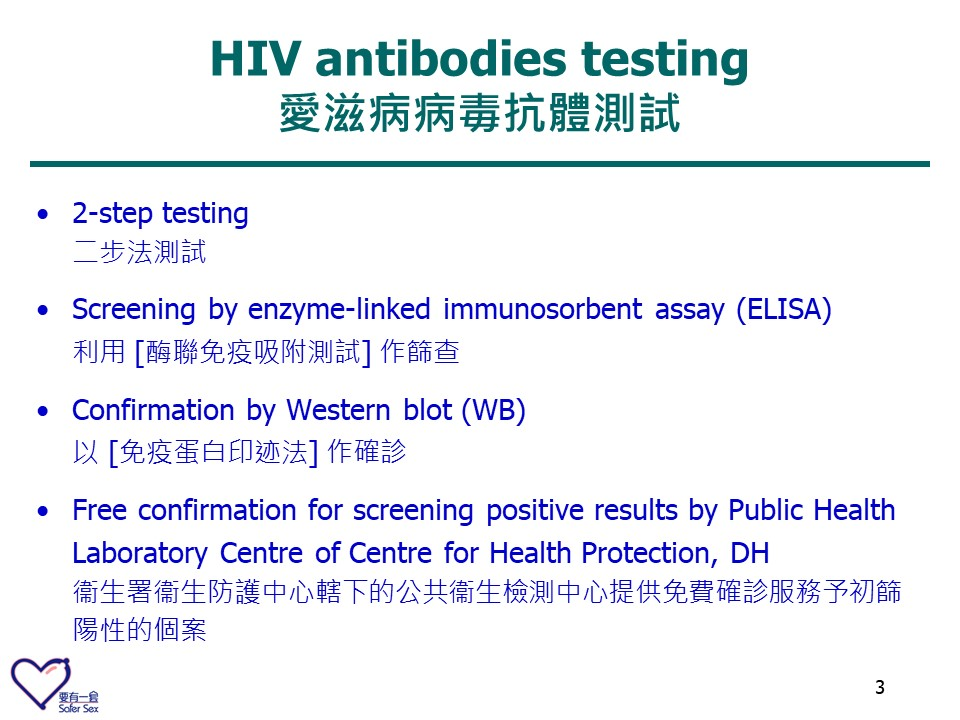 HIV antibodies testing
愛滋病病毒抗體測試
• 2-step testing
二步法測試
• Screening by enzyme-linked immunosorbent assay (ELISA)
利用 [酶聯免疫吸附測試] 作篩查
• Confirmation by Western blot (WB)
以 [免疫蛋白印迹法] 作確診
• Free confirmation for screening positive results by Public Health
Laboratory Centre of Centre for Health Protection, DH
衞生署衞生防護中心轄下的公共衞生檢測中心提供免費確診服務予初篩
陽性的個案
要有一套
Safer Sex
3